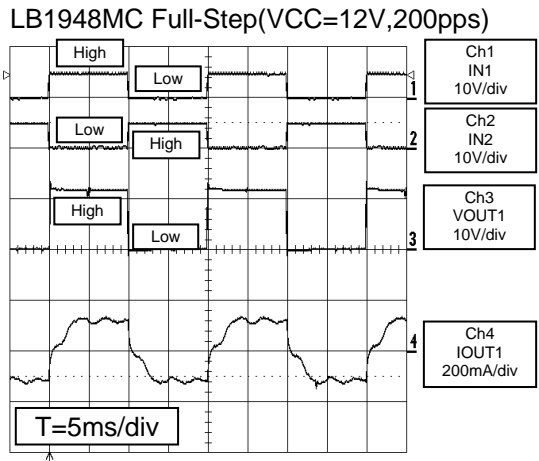 LB1948MC Full-Step(VCC=12V,200pps)
High
Low
1
Ch1
IN1
10V/div
Low
High
2
Ch2
IN2
10V/div
High
Low
3
Ch3
VOUT1
10V/div
4
Ch4
IOUT1
200mA/div
T=5ms/div